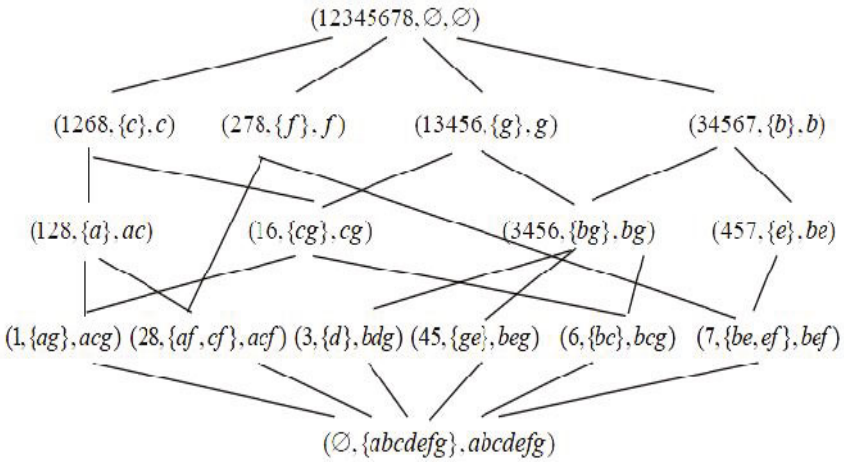 (12345678,∅,∅)
(1268,{c},c) (278,{f},f) (13456,{g},g) (34567,{b},b)
(128,{a},ac) (16,{cg},cg) (3456,{bg},bg) (457,{e},be)
(1,{ag},acg) (28,{af,cf},acf) (3,{d},bdg) (45,{ge},beg) (6,{bc},bcg) (7,{be,ef},bef)
(∅,{abcdefg},abcdefg)